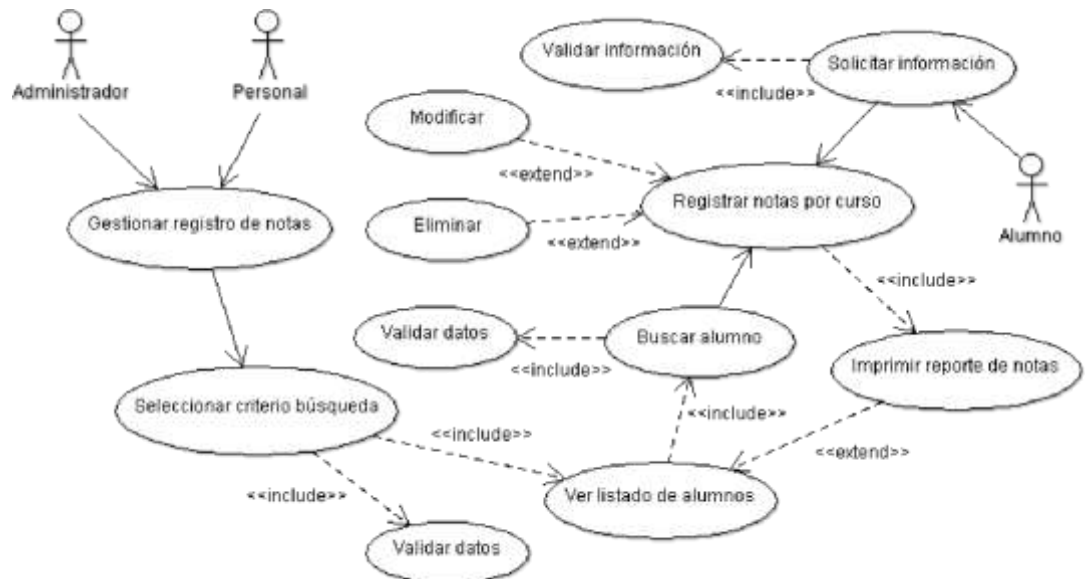 Validar información
Solicitar información
<<include>>
Administrador
Personal
Modificar
<<extend>>
Registrar notas por curso
Gestionar registro de notas
Eliminar
<<extend>>
Alumno
<<include>>
Validar datos
Buscar alumno
<<include>>
Imprimir reporte de notas
Seleccionar criterio búsqueda
<<include>>
<<include>>
<<extend>>
<<include>>
Ver listado de alumnos
Validar datos